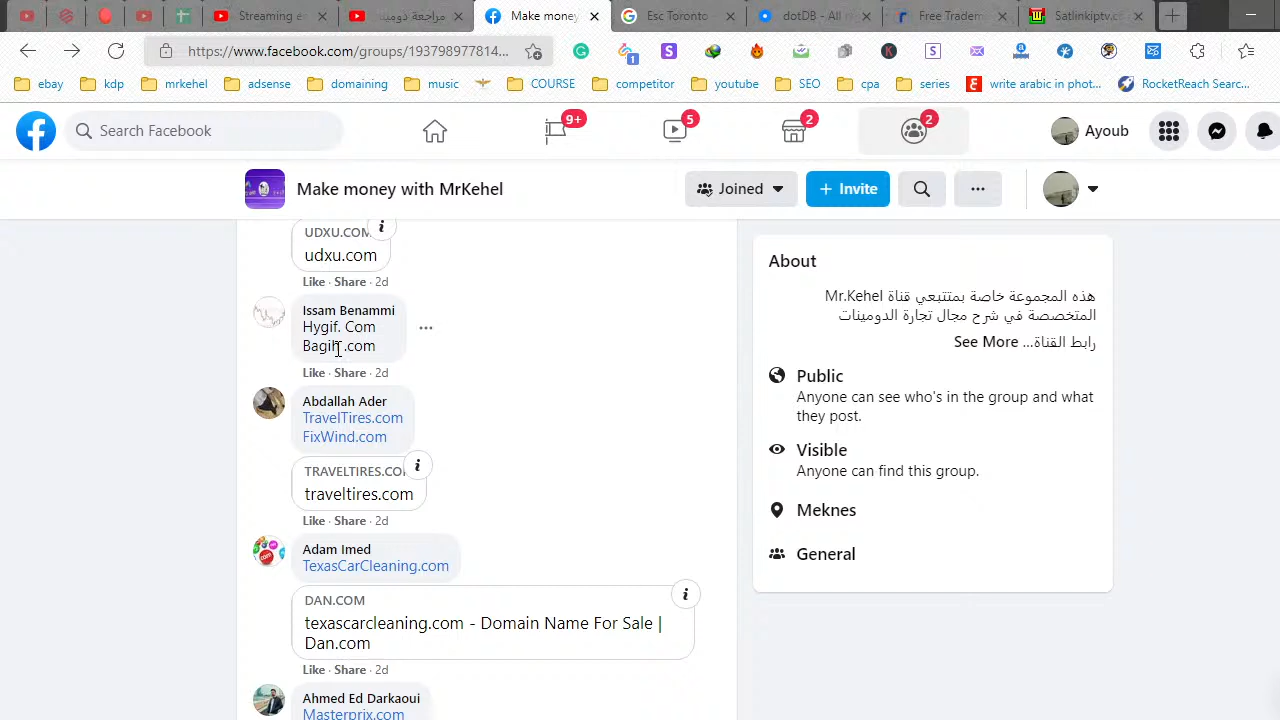 Streaming e
مراجعة دومينا
Make money
Esc Toronto
dotDB - All r
Free Tradem
Satlinkiptv.c
https://www.facebook.com/groups/193798977814...
1
ebay
kdp
mrkehel
adsense
domaining
music
COURSE
competitor
youtube
SEO
cpa
series
write arabic in phot...
RocketReach Searc...
Search Facebook
9+
5
2
2
Ayoub
Make money with MrKehel
Joined
Invite
UDXU.COM
udxu.com
Like · Share · 2d
Issam Benammi
Hygif. Com
.com
Like · Share · 2d
Abdallah Ader
TravelTires.com
FixWind.com
TRAVELTIRES.CO
traveltires.com
Like · Share · 2d
Adam Imed
TexasCarCleaning.com
DAN.COM
texascarcleaning.com - Domain Name For Sale |
Dan.com
Like · Share · 2d
Ahmed Ed Darkaoui
Masterprix.com
About
هذه المجموعة خاصة بمتتبعي قناة Mr.Kehel
المتخصصة في شرح مجال تجارة الدومينات
رابط القناة... See More
Public
Anyone can see who's in the group and what
they post.
Visible
Anyone can find this group.
Meknes
General